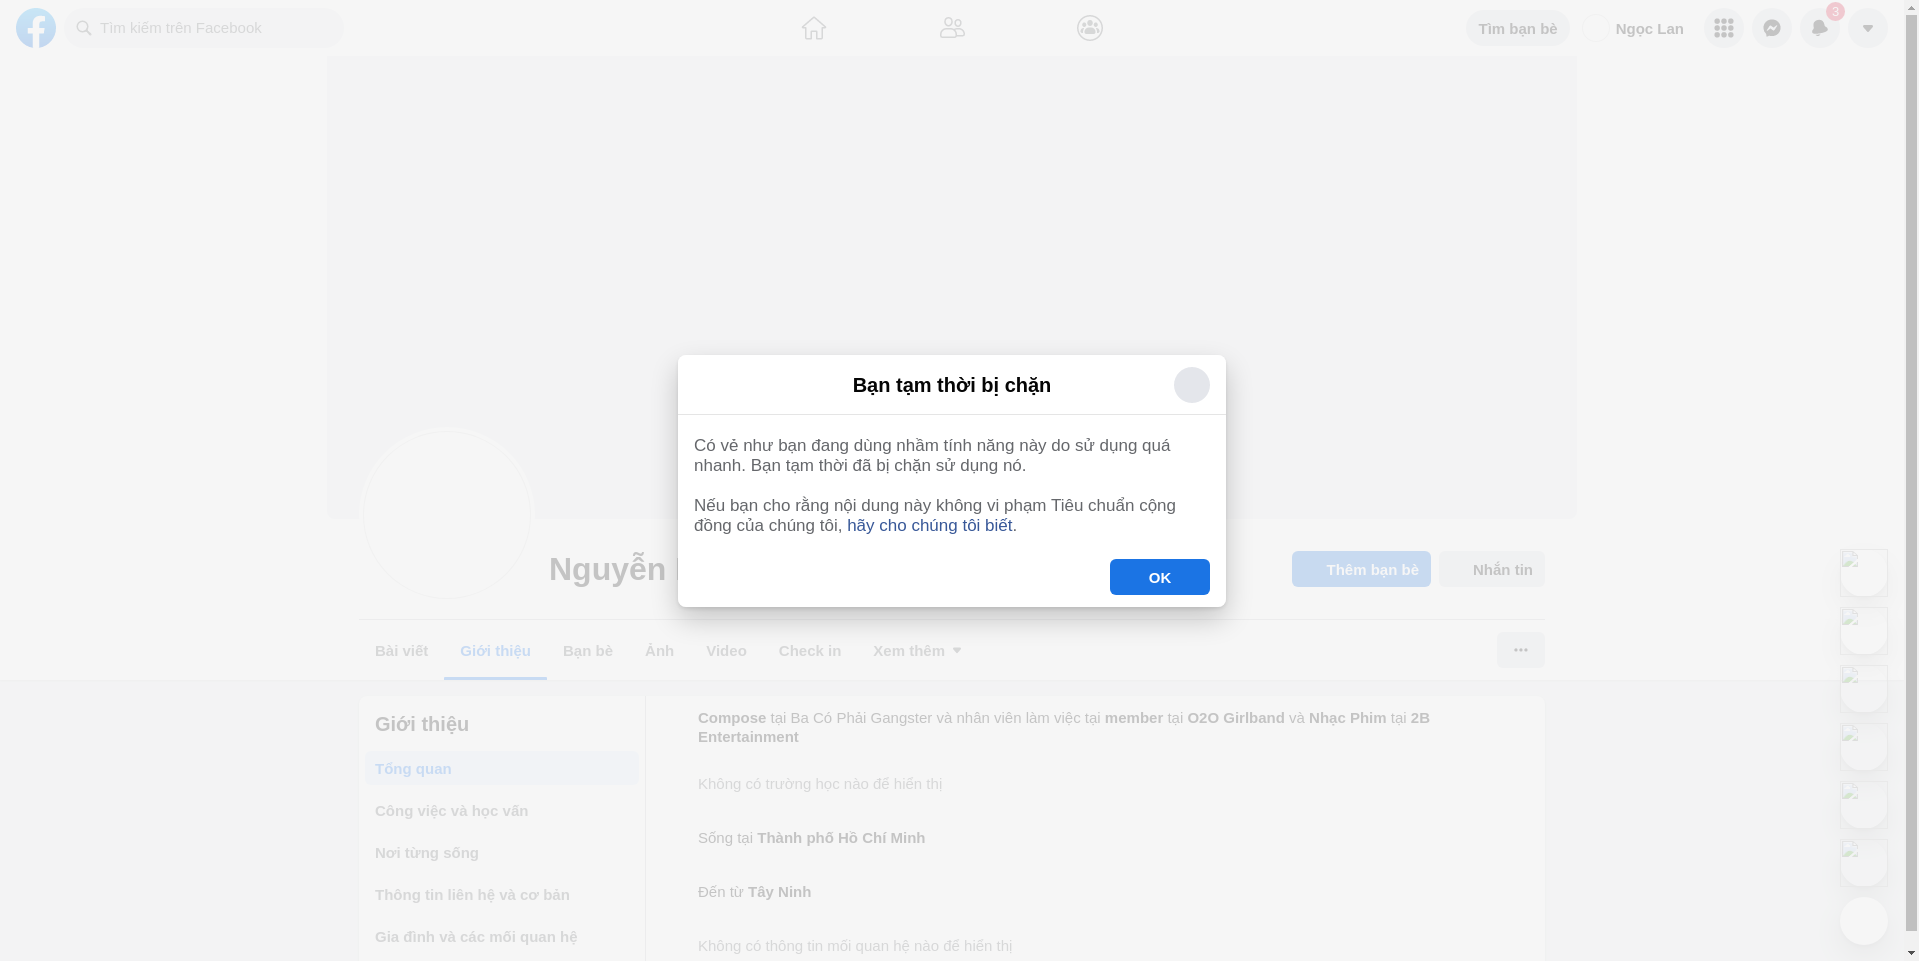 Tìm kiếm trên Facebook
Tìm bạn bè
Ngọc Lan
3
Bạn tạm thời bị chặn
Có vẻ như bạn đang dùng nhầm tính năng này do sử dụng quá
nhanh. Bạn tạm thời đã bị chặn sử dụng nó.
Nếu bạn cho rằng nội dung này không vi phạm Tiêu chuẩn cộng
đồng của chúng tôi, hãy cho chúng tôi biết.
OK
Nguyễn
Thêm bạn bè
Nhắn tin
Bài viết
Giới thiệu
Bạn bè
Ảnh
Video
Check in
Xem thêm
Giới thiệu
Tổng quan
Công việc và học vấn
Nơi từng sống
Thông tin liên hệ và cơ bản
Gia đình và các mối quan hệ
Compose tại Ba Có Phải Gangster và nhân viên làm việc tại member tại O2O Girlband và Nhạc Phim tại 2B
Entertainment
Không có trường học nào để hiển thị
Sống tại Thành phố Hồ Chí Minh
Đến từ Tây Ninh
Không có thông tin mối quan hệ nào để hiển thị